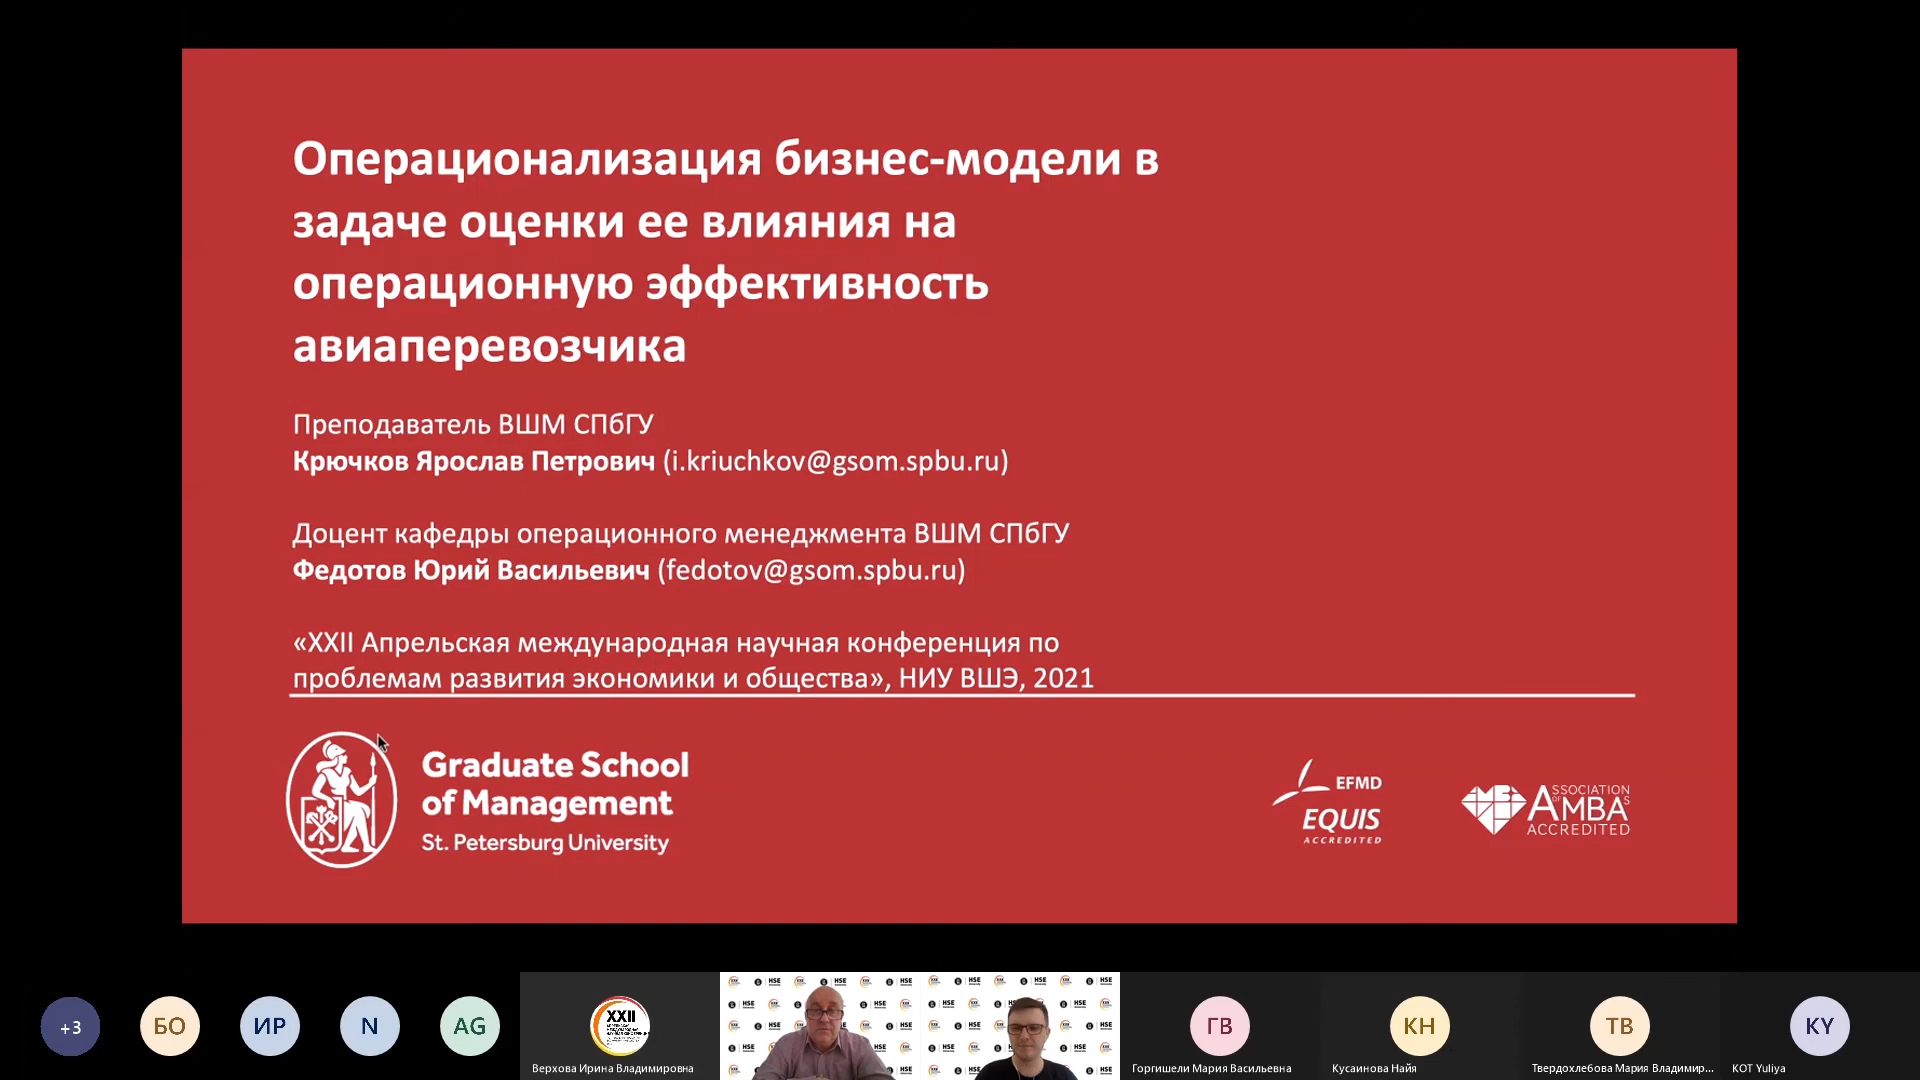 Операционализация бизнес-модели в
задаче оценки ее влияния на
операционную эффективность
авиаперевозчика
Преподаватель ВШМ СПбГУ
Крючков Ярослав Петрович (i.kriuchkov@gsom.spbu.ru)
Доцент кафедры операционного менеджмента ВШМ СПбГУ
Федотов Юрий Васильевич (fedotov@gsom.spbu.ru)
«XXII Апрельская международная научная конференция по
проблемам развития экономики и общества», НИУ ВШЭ, 2021
Graduate School
of Management
St. Petersburg University
EFMD
EQUIS
ACCREDITED
ASSOCIATION
OF MBAs
ACCREDITED
+3
БО
ИР
N
AG
XXII
Верхова Ирина Владимировна
HSE
ГВ
Горгишели Мария Васильевна
КН
Кусаинова Найя
ТВ
Твердохлебова Мария Владимир...
KY
KOT Yuliya